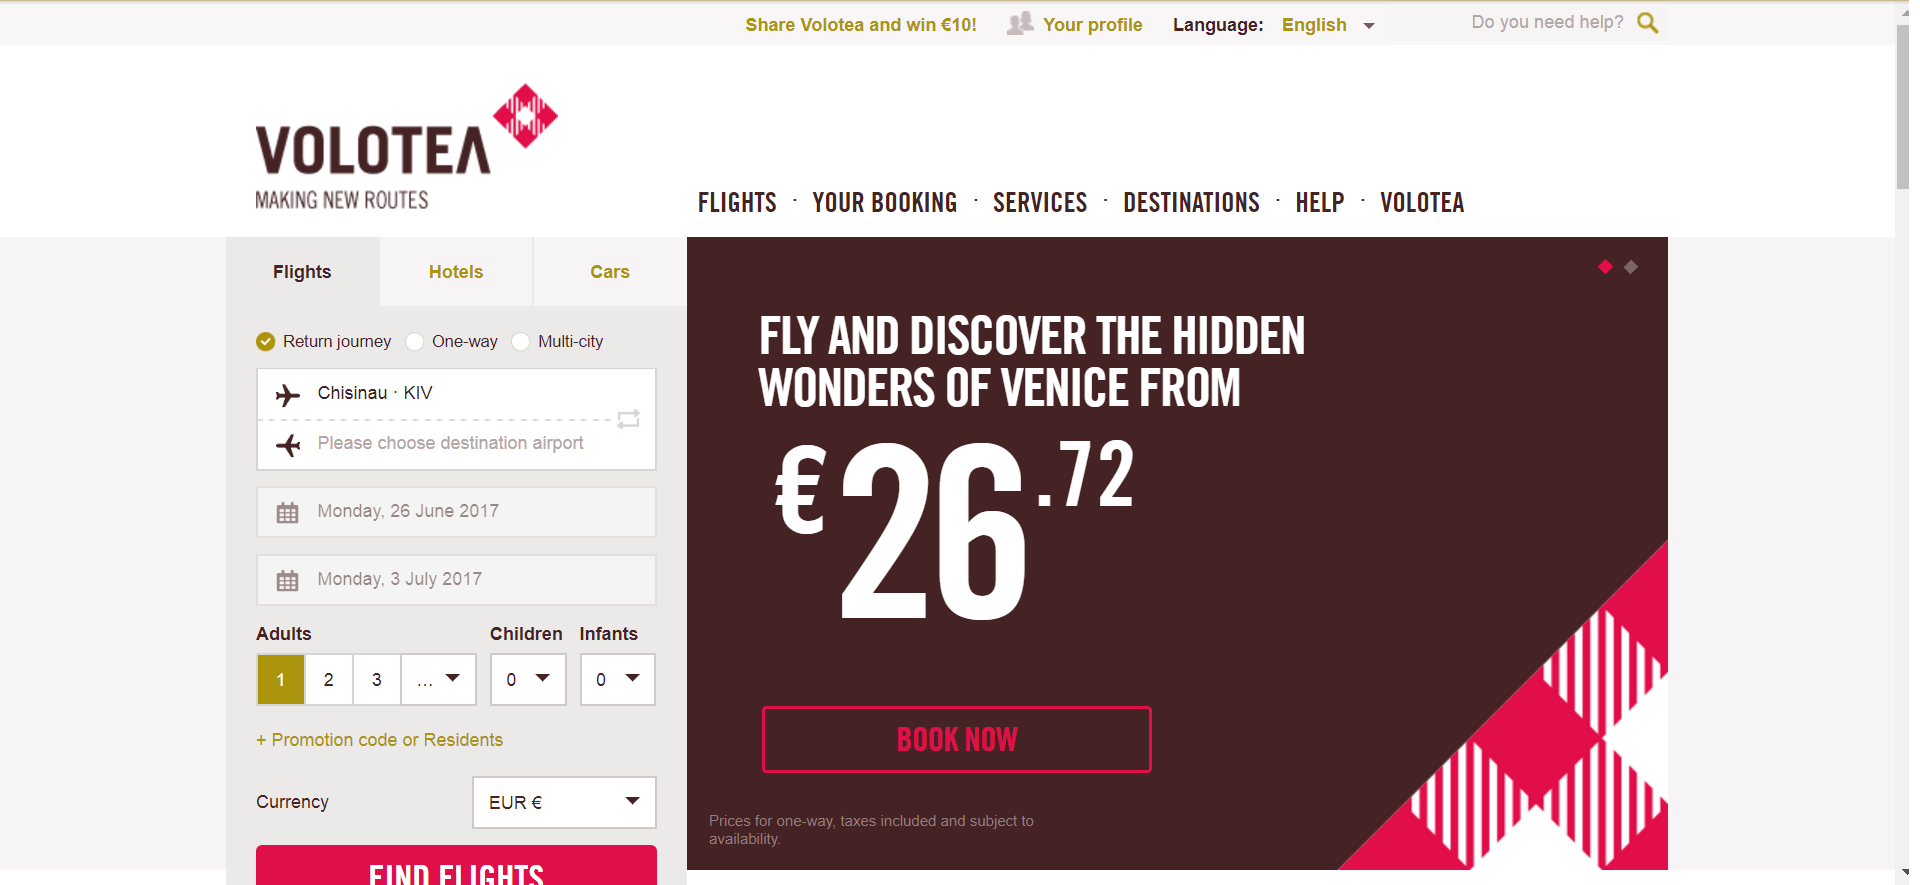 Share Volotea and win €10!
Your profile
Language: English
Do you need help?
VOLOTEA
MAKING NEW ROUTES
FLIGHTS · YOUR BOOKING · SERVICES · DESTINATIONS · HELP · VOLOTEA
Flights
Hotels
Cars
Return journey
One-way
Multi-city
Chisinau · KIV
Please choose destination airport
Monday, 26 June 2017
Monday, 3 July 2017
Adults
Children
Infants
1
2
3
...
0
0
+ Promotion code or Residents
Currency
EUR €
FIND FLIGHTS
FLY AND DISCOVER THE HIDDEN
WONDERS OF VENICE FROM
€26.72
BOOK NOW
Prices for one-way, taxes included and subject to
availability.